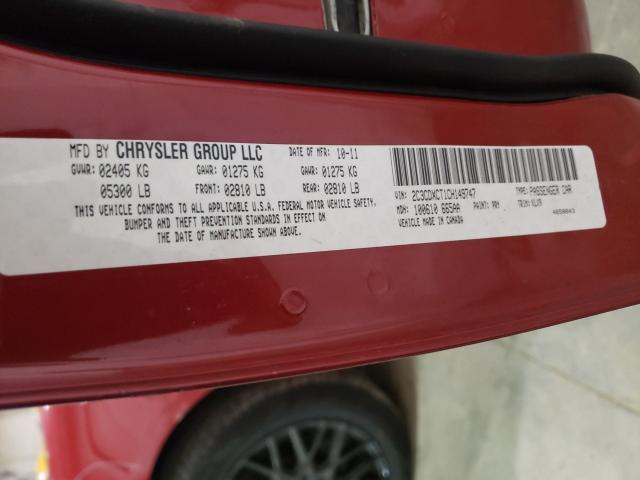 MFD BY CHRYSLER GROUP LLC DATE OF MFR: 10-11
GVWR: 02405 KG GAWR: 01275 KG GAWR: 01275 KG
05300 LB FRONT: 02810 LB REAR: 02810 LB
THIS VEHICLE CONFORMS TO ALL APPLICABLE U.S.A. FEDERAL MOTOR VEHICLE SAFETY,
BUMPER AND THEFT PREVENTION STANDARDS IN EFFECT ON
THE DATE OF MANUFACTURE SHOWN ABOVE.
VIN: 2C3CDXCT1CH149747 TYPE: PASSENGER CAR
MDH: 100610 665AA PAINT: PRM TRIM:
VEHICLE MADE IN CANADA